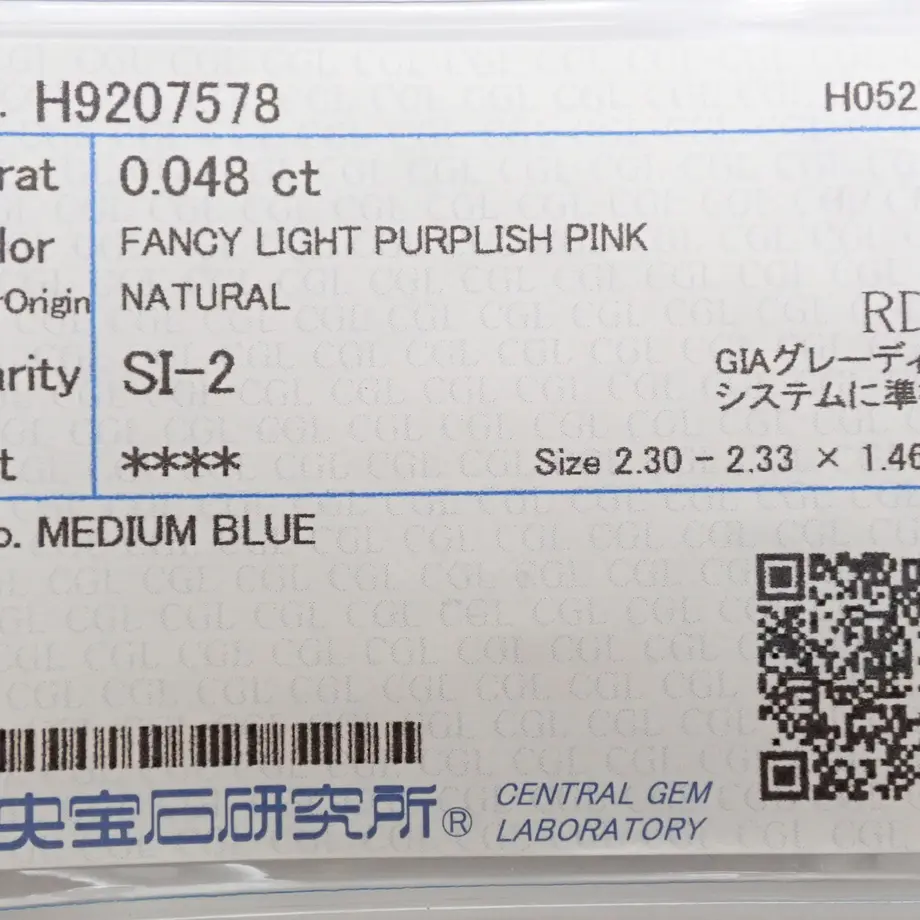 . H9207578 H052
rat 0.048 ct
lor FANCY LIGHT PURPLISH PINK
Origin NATURAL
RD
arity SI-2 GIAグレーディ
システムに準
t **** Size 2.30 - 2.33 × 1.46
o. MEDIUM BLUE
央宝石研究所® CENTRAL GEM
LABORATORY